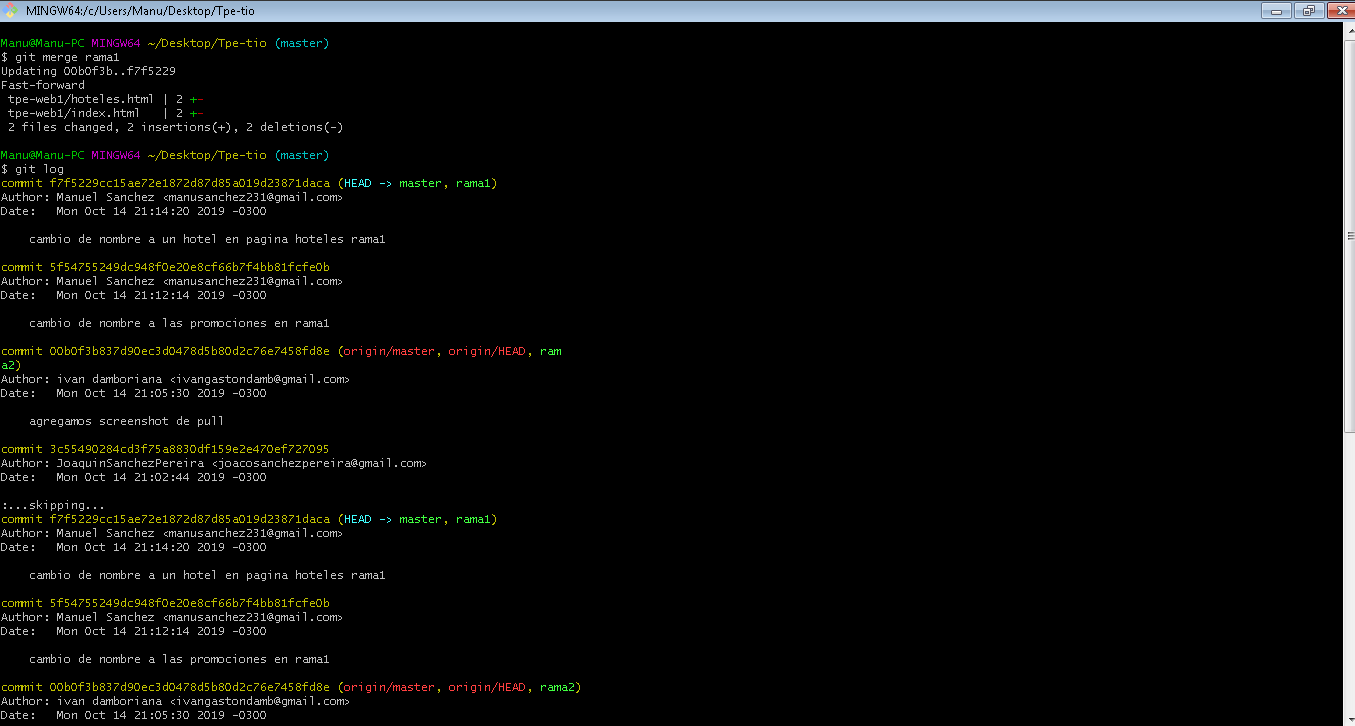 MINGW64:/c/Users/Manu/Desktop/Tpe-tio
Manu@Manu-PC MINGW64 ~/Desktop/Tpe-tio (master)
$ git merge rama1
Updating 00b0f3b..f7f5229
Fast-forward
 tpe-web1/hoteles.html | 2 +-
 tpe-web1/index.html   | 2 +-
 2 files changed, 2 insertions(+), 2 deletions(-)
Manu@Manu-PC MINGW64 ~/Desktop/Tpe-tio (master)
$ git log
commit f7f5229cc15ae72e1872d87d85a019d23871daca (HEAD -> master, rama1)
Author: Manuel Sanchez <manusanchez231@gmail.com>
Date:   Mon Oct 14 21:14:20 2019 -0300
    cambio de nombre a un hotel en pagina hoteles rama1
commit 5f54755249dc948f0e20e8cf66b7f4bb81fcfe0b
Author: Manuel Sanchez <manusanchez231@gmail.com>
Date:   Mon Oct 14 21:12:14 2019 -0300
    cambio de nombre a las promociones en rama1
commit 00b0f3b837d90ec3d0478d5b80d2c76e7458fd8e (origin/master, origin/HEAD, ram
a2)
Author: ivan damboriana <ivangastondamb@gmail.com>
Date:   Mon Oct 14 21:05:30 2019 -0300
    agregamos screenshot de pull
commit 3c55490284cd3f75a8830df159e2e470ef727095
Author: JoaquinSanchezPereira <joacosanchezpereira@gmail.com>
Date:   Mon Oct 14 21:02:44 2019 -0300
:...skipping...
commit f7f5229cc15ae72e1872d87d85a019d23871daca (HEAD -> master, rama1)
Author: Manuel Sanchez <manusanchez231@gmail.com>
Date:   Mon Oct 14 21:14:20 2019 -0300
    cambio de nombre a un hotel en pagina hoteles rama1
commit 5f54755249dc948f0e20e8cf66b7f4bb81fcfe0b
Author: Manuel Sanchez <manusanchez231@gmail.com>
Date:   Mon Oct 14 21:12:14 2019 -0300
    cambio de nombre a las promociones en rama1
commit 00b0f3b837d90ec3d0478d5b80d2c76e7458fd8e (origin/master, origin/HEAD, rama2)
Author: ivan damboriana <ivangastondamb@gmail.com>
Date:   Mon Oct 14 21:05:30 2019 -0300